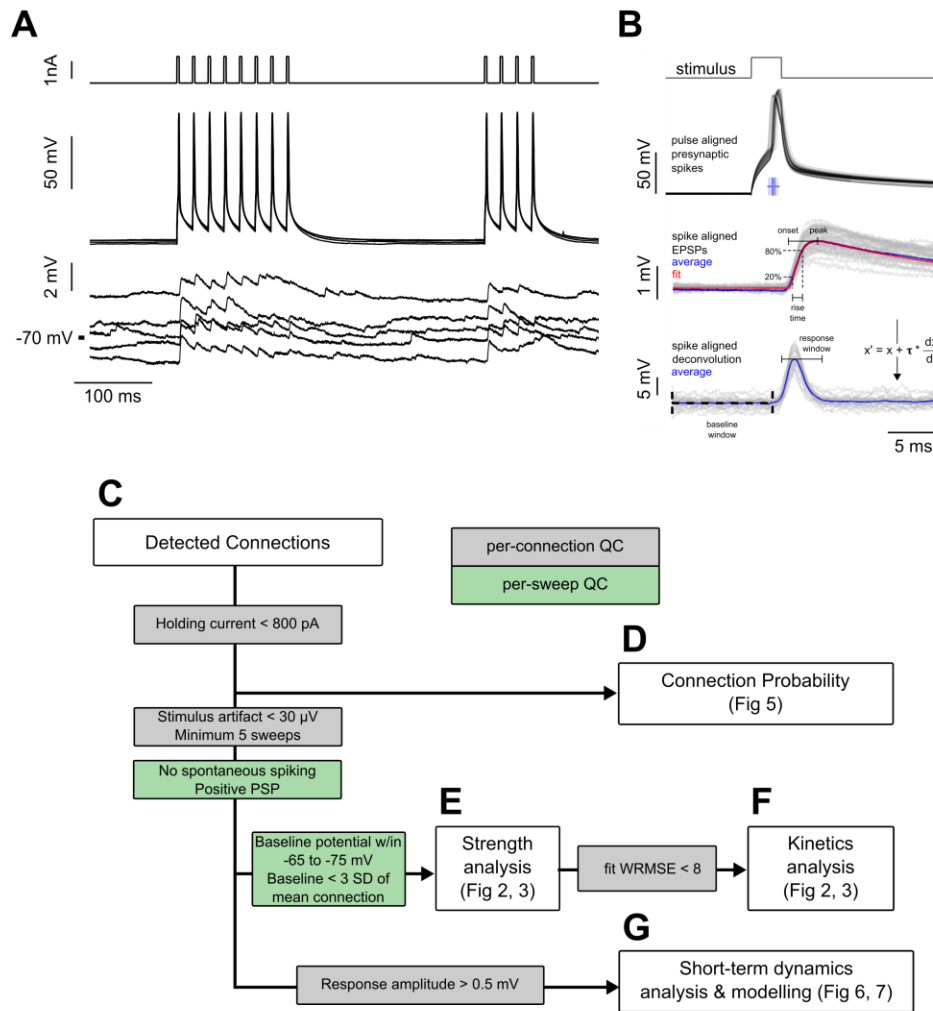 A
1nA
50 mV
2 mV
-70 mV
100 ms
B
stimulus
pulse aligned
presynaptic
spikes
50 mV
spike aligned
EPSPs
average
fit
onset
peak
80%
20%
rise
time
1 mV
spike aligned
deconvolution
average
response
window
x' = x + τ * dx
d
5 mV
baseline
window
5 ms
C
Detected Connections
per-connection QC
per-sweep QC
Holding current < 800 pA
D
Connection Probability
(Fig 5)
Stimulus artifact < 30 µV
Minimum 5 sweeps
No spontaneous spiking
Positive PSP
Baseline potential w/in
-65 to -75 mV
Baseline < 3 SD of
mean connection
E
Strength
analysis
(Fig 2, 3)
fit WRMSE < 8
F
Kinetics
analysis
(Fig 2, 3)
G
Response amplitude > 0.5 mV
Short-term dynamics
analysis & modelling (Fig 6, 7)